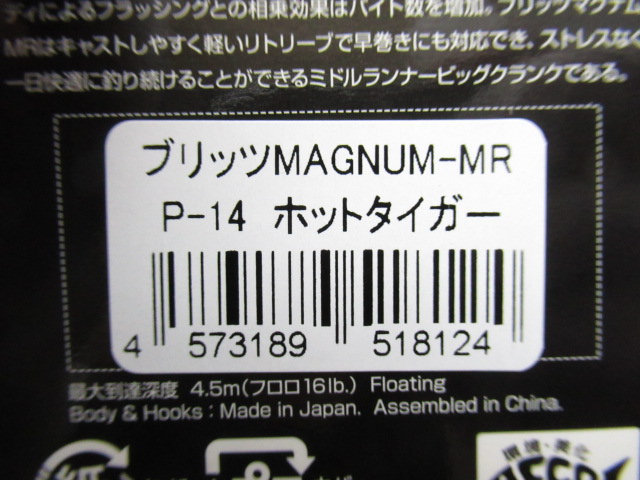 ディによるフラッシングとの相乗効果はバイト数を増加。ブリッツマグナム
MRはキャストしやすく軽いリトリーブで早巻きにも対応でき、ストレスなく
一日快適に釣り続けることができるミドルランナービッグクランクである。
ブリッツMAGNUM-MR
P-14 ホットタイガー
4 573189 518124
最大到達深度 4.5m(フロロ16lb.) Floating
Body & Hooks : Made in Japan. Assembled in China.
環境・美化